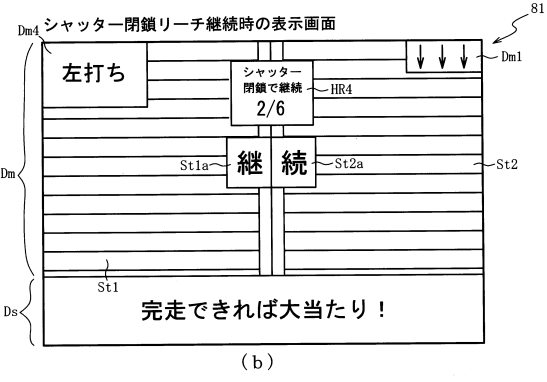 シャッター閉鎖リーチ継続時の表示画面
81
Dm4
左打ち
Dm1
シャッター
閉鎖で継続
2/6
HR4
St1a
継
続
St2a
St2
Dm
St1
Ds
完走できれば大当たり!
(b)